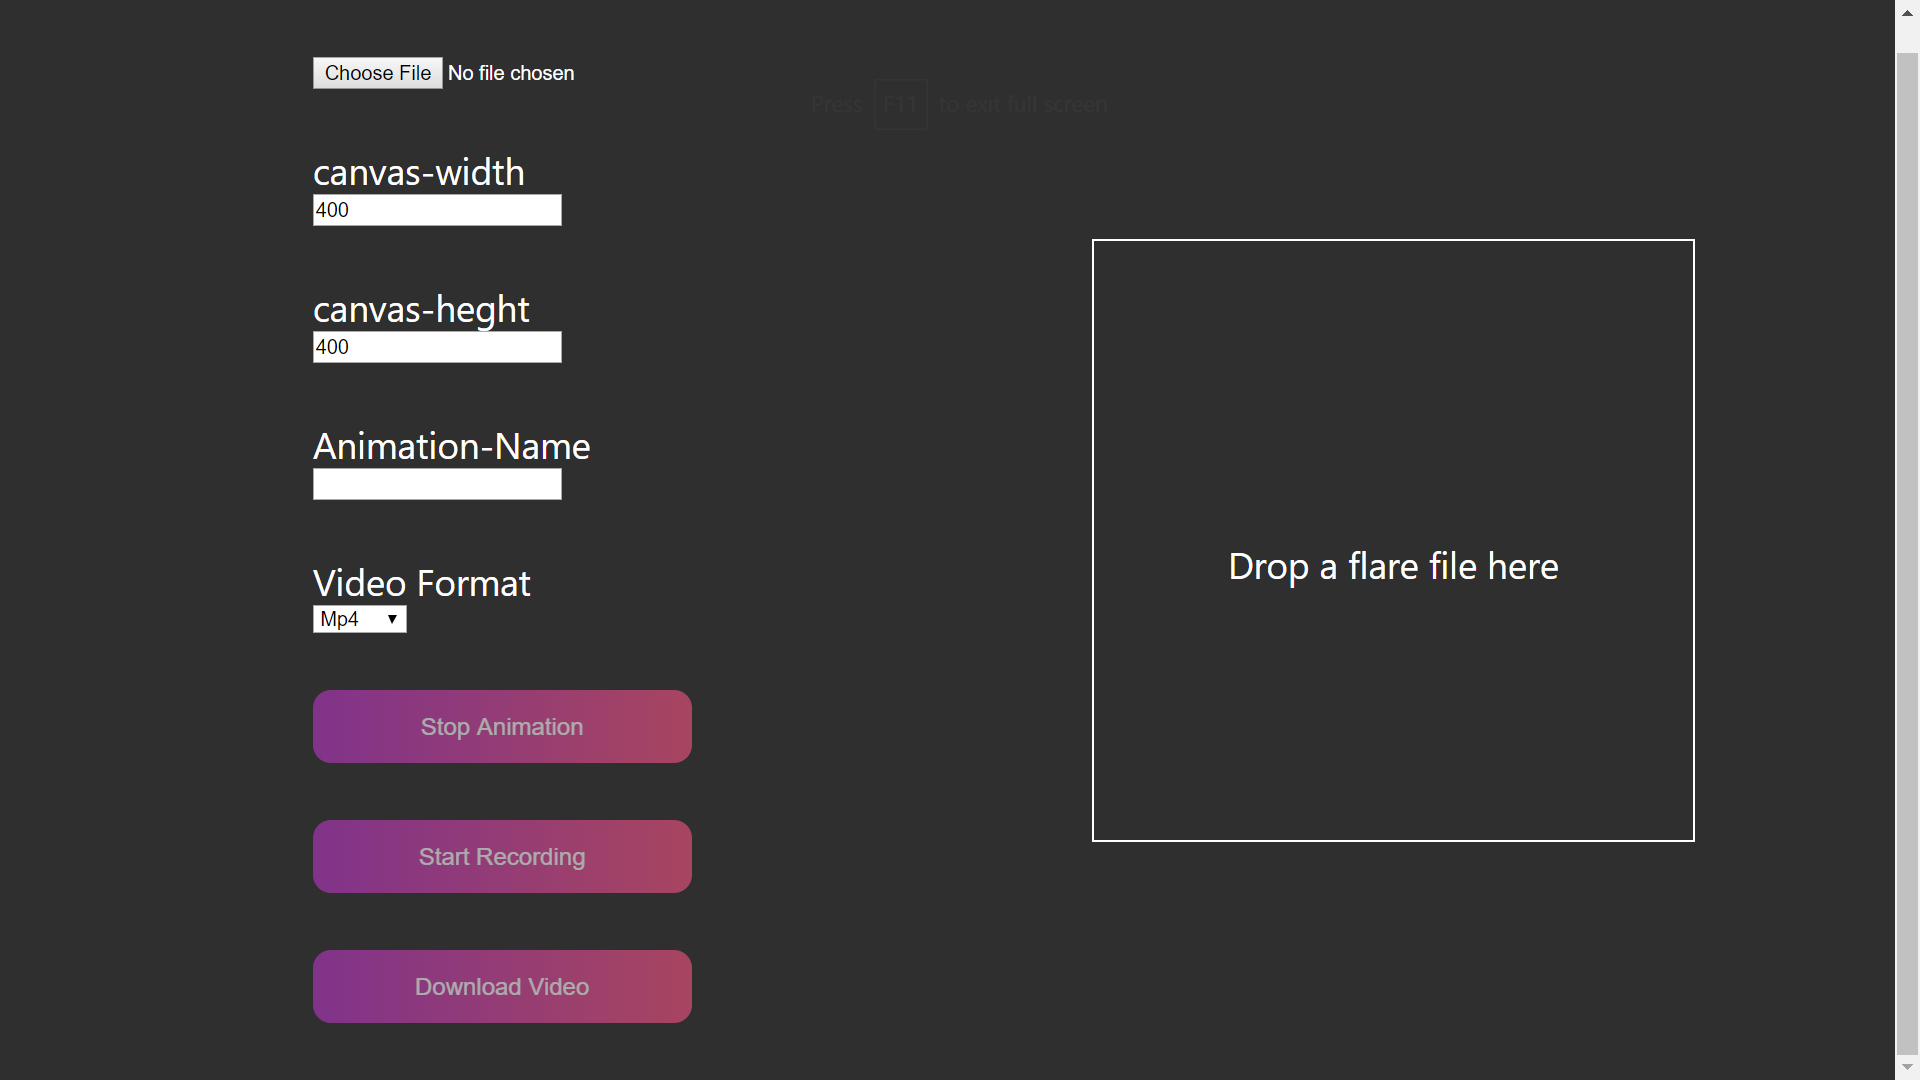 Choose File No file chosen
Press F11 to exit full screen
canvas-width
400
canvas-heght
400
Animation-Name
Video Format
Mp4
Stop Animation
Start Recording
Download Video
Drop a flare file here